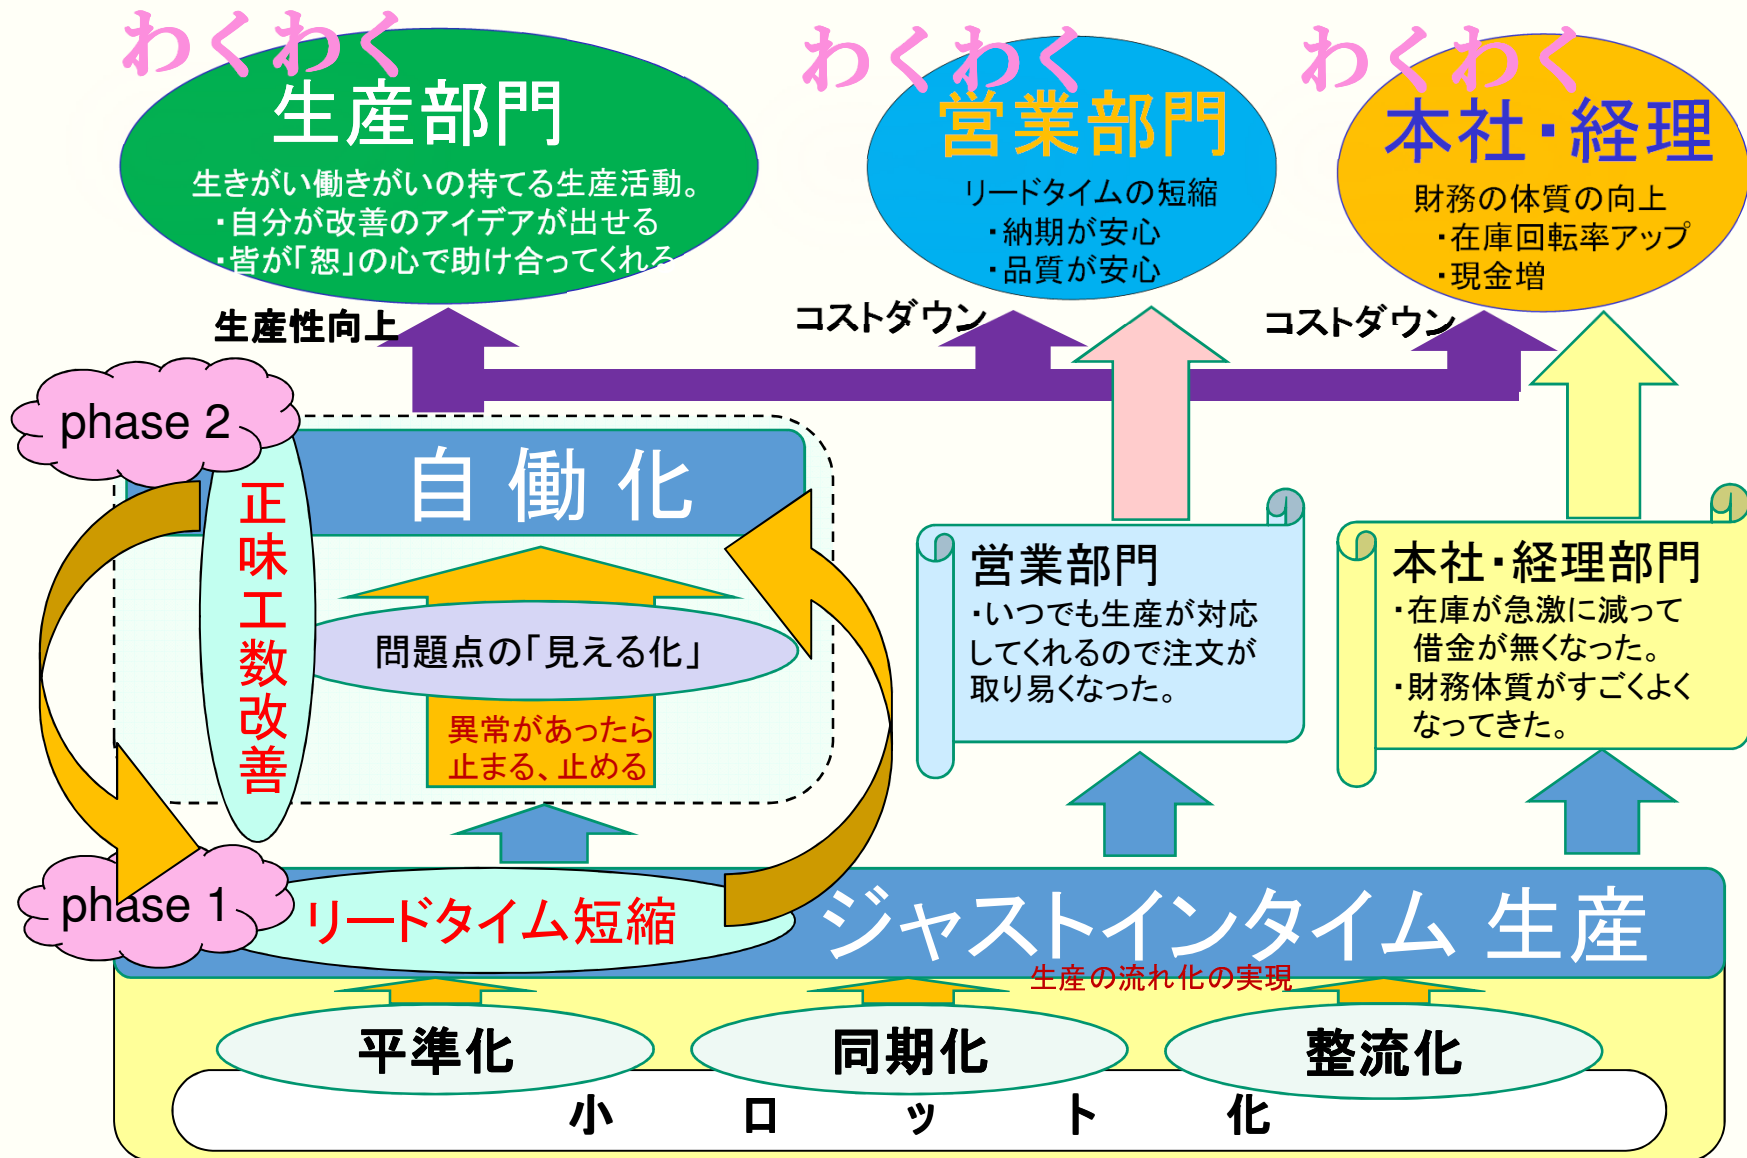 わくわく
生産部門
生きがい働きがいの持てる生産活動。
・自分が改善のアイデアが出せる
・皆が「恕」の心で助け合ってくれる
わくわく
営業部門
リードタイムの短縮
・納期が安心
・品質が安心
わくわく
本社・経理
財務の体質の向上
・在庫回転率アップ
・現金増
生産性向上
コストダウン
コストダウン
phase 2
自働化
正味工数改善
問題点の「見える化」
異常があったら
止まる、止める
営業部門
・いつでも生産が対応
してくれるので注文が
取り易くなった。
本社・経理部門
・在庫が急激に減って
借金が無くなった。
・財務体質がすごくよく
なってきた。
phase 1
リードタイム短縮
ジャストインタイム 生産
生産の流れ化の実現
平準化
同期化
整流化
小ロット化